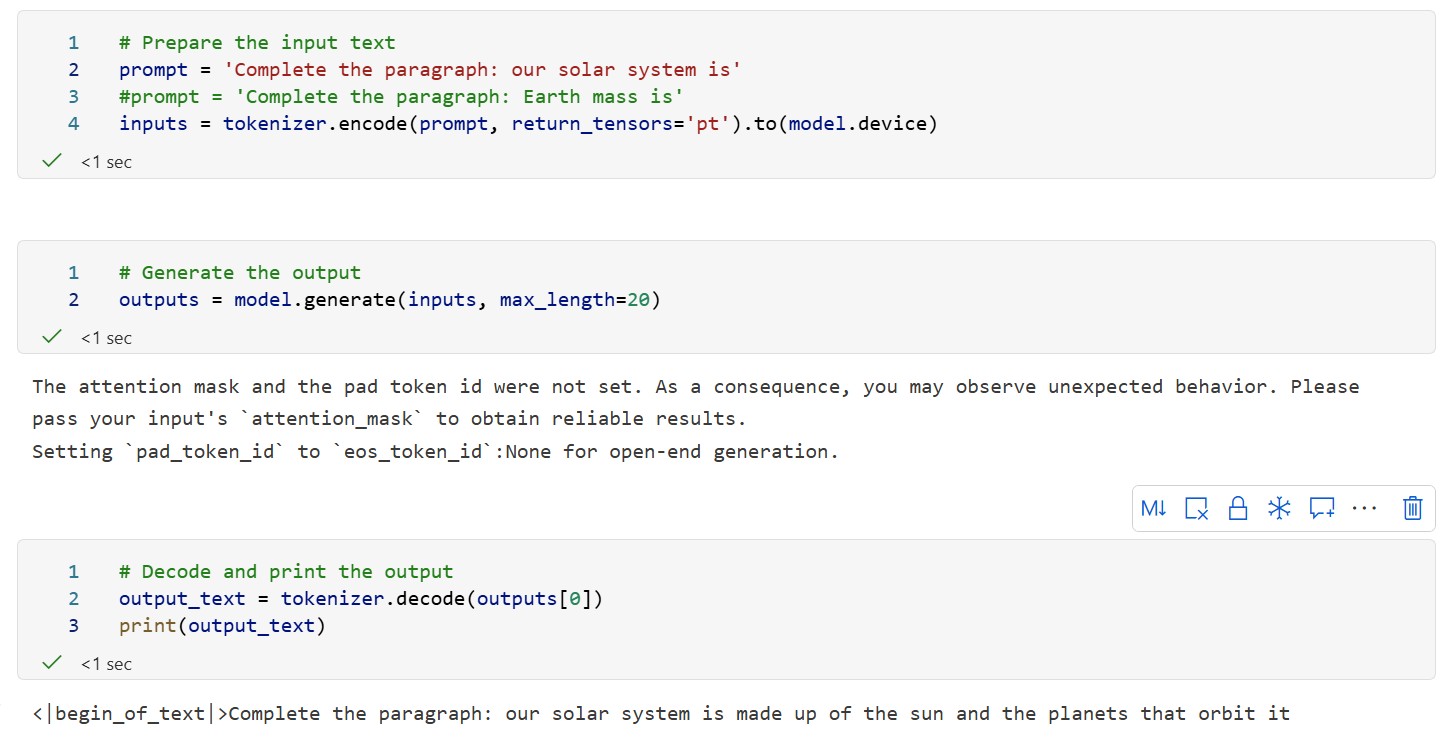 1 # Prepare the input text
2 prompt = 'Complete the paragraph: our solar system is'
3 #prompt = 'Complete the paragraph: Earth mass is'
4 inputs = tokenizer.encode(prompt, return_tensors='pt').to(model.device)
<1 sec
1 # Generate the output
2 outputs = model.generate(inputs, max_length=20)
<1 sec
The attention mask and the pad token id were not set. As a consequence, you may observe unexpected behavior. Please
pass your input's `attention_mask` to obtain reliable results.
Setting `pad_token_id` to `eos_token_id`:None for open-end generation.
M↓ ...
1 # Decode and print the output
2 output_text = tokenizer.decode(outputs[0])
3 print(output_text)
<1 sec
<|begin_of_text|>Complete the paragraph: our solar system is made up of the sun and the planets that orbit it